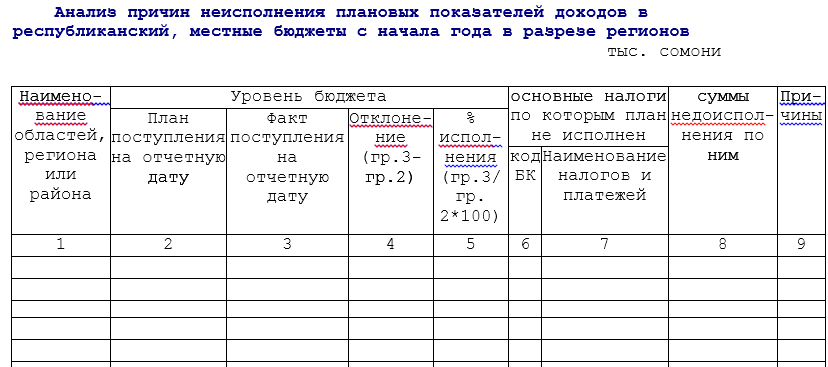 Анализ причин неисполнения плановых показателей доходов в
республиканский, местные бюджеты с начала года в разрезе регионов
тыс. сомони
Наимено-
вание
областей,
региона
или
района
Уровень бюджета
План
поступления
на отчетную
дату
Факт
поступления
на
отчетную
дату
Отклоне-
ние
(гр.3-
гр.2)
%
испол-
нения
(гр.3/
гр.
2*100)
основные налоги
по которым план
не исполнен
код
БК
Наименование
налогов и
платежей
суммы
недоиспол-
нения по
ним
При-
чины
1 2 3 4 5 6 7 8 9